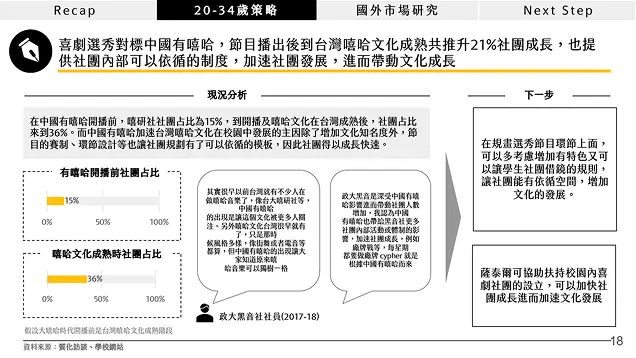 Recap
20-34歲策略
國外市場研究
Next Step
喜劇選秀對標中國有嘻哈，節目播出後到台灣嘻哈文化成熟共推升21%社團成長，也提
供社團內部可以依循的制度，加速社團發展，進而帶動文化成長
現況分析
在中國有嘻哈開播前，嘻研社社團占比為15%，到開播及嘻哈文化在台灣成熟後，社團占比
來到36%。而中國有嘻哈加速台灣嘻哈文化在校園中發展的主因除了增加文化知名度外，節
目的賽制、環節設計等也讓社團規劃有了可以依循的模板，因此社團得以成長快速。
有嘻哈開播前社團占比
15%
0%
50%
100%
嘻哈文化成熟時社團占比
36%
0%
50%
100%
其實很早以前台灣就有不少人在
做嘻哈音樂了，像台大嘻研社等，
中國有嘻哈
的出現是讓這個文化被更多人關
注。另外嘻哈文化台灣很早就有
了，只是那時
候風格多樣，像街舞或者電音等
都算，但中國有嘻哈的出現讓大
家知道原來嘻
哈音樂可以獨樹一格
政大黑音是深受中國有嘻
哈影響進而帶動社團人數
增加，我認為中國
有嘻哈也帶給黑音社更多
社團內部活動或體制的影
響，加速社團成長，例如
廠牌戰等，每星期
都要做廠牌 cypher 就是
根據中國有嘻哈而來
政大黑音社社員(2017-18)
下一步
在規畫選秀節目環節上面，
可以多考慮增加有特色又可
以讓學生社團借鏡的規則，
讓社團能有依循空間，增加
文化的發展。
薩泰爾可協助扶持校園內喜
劇社團的設立，可以加快社
團成長進而加速文化發展
假設大嘻哈時代開播前是台灣嘻哈文化成熟階段
資料來源：質化訪談、學校網站
18